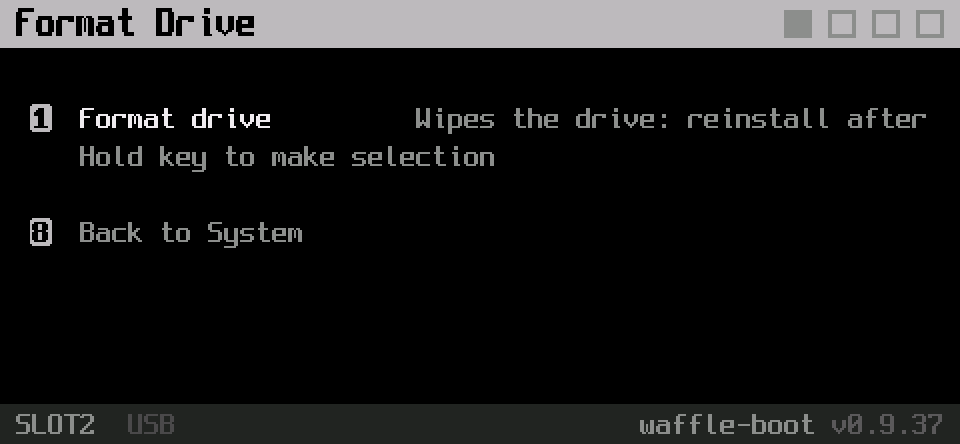 Format Drive
1 Format drive Wipes the drive: reinstall after
Hold key to make selection
8 Back to System
SLOT2 USB waffle-boot v0.9.37